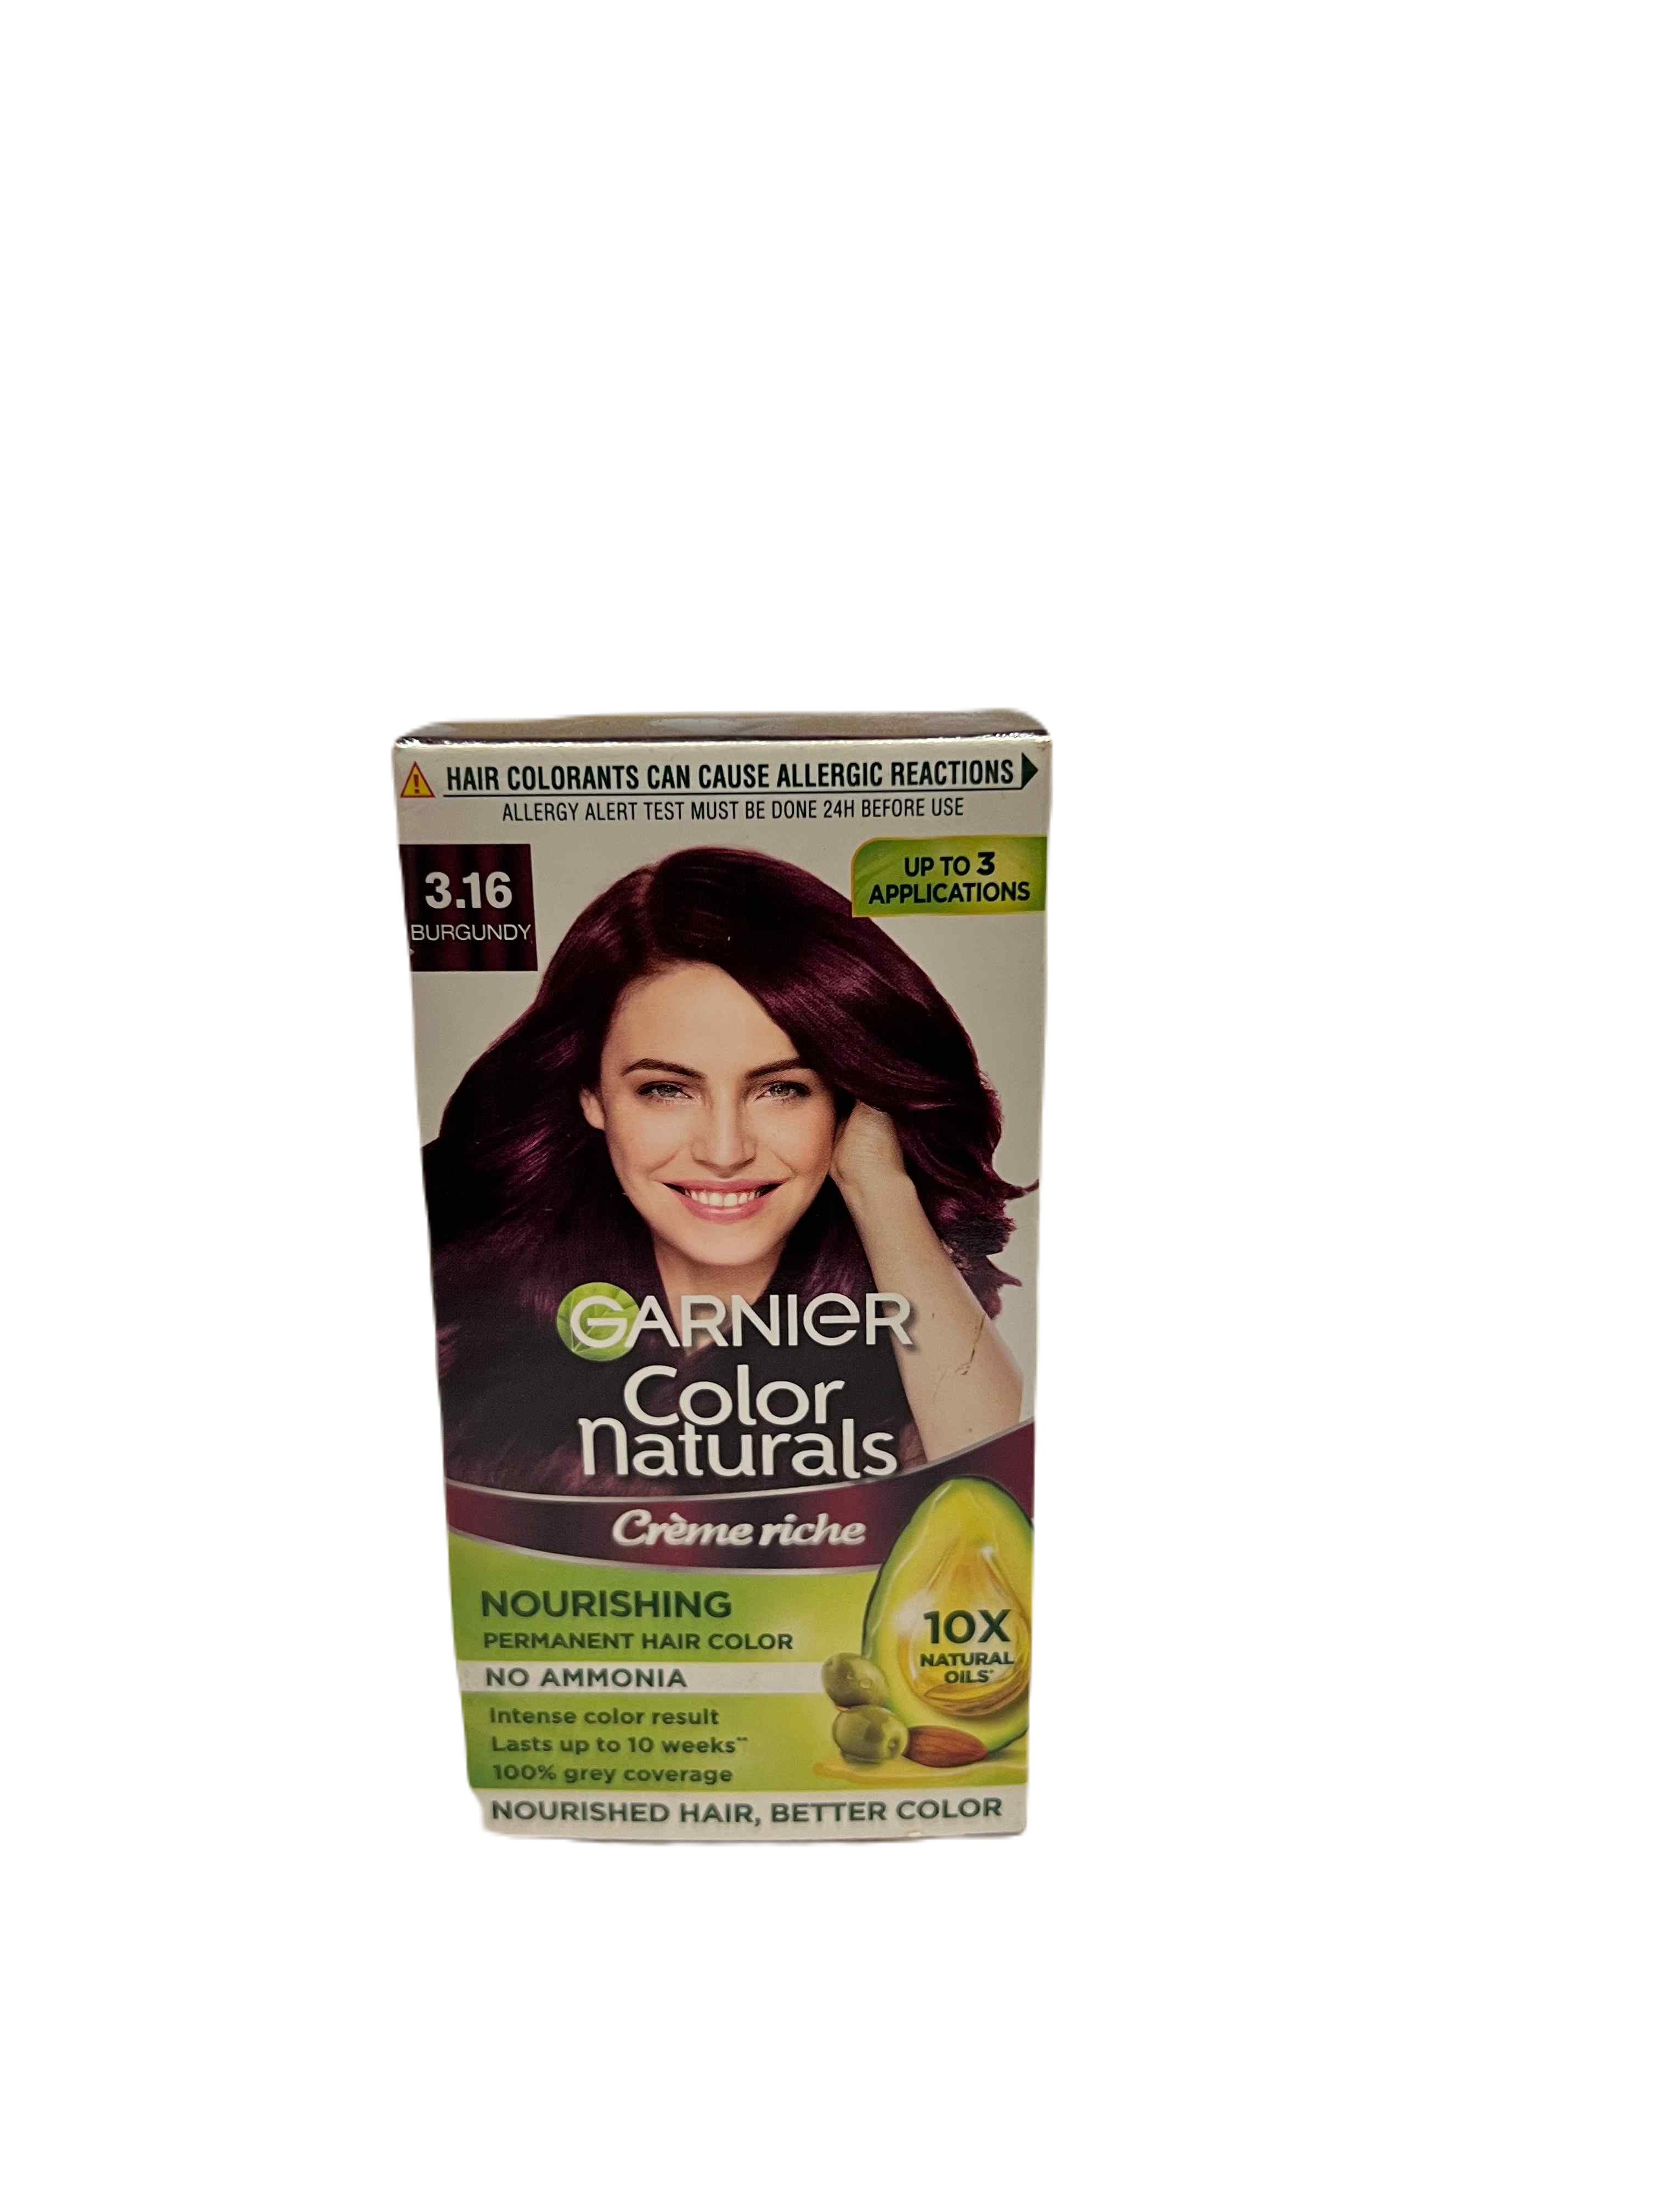 HAIR COLORANTS CAN CAUSE ALLERGIC REACTIONS
ALLERGY ALERT TEST MUST BE DONE 24H BEFORE USE
3.16
BURGUNDY
UP TO 3
APPLICATIONS
GARNIER
Color
Naturals
Crème riche
NOURISHING
PERMANENT HAIR COLOR
NO AMMONIA
Intense color result
Lasts up to 10 weeks**
100% grey coverage
10X
NATURAL
OILS*
NOURISHED HAIR, BETTER COLOR